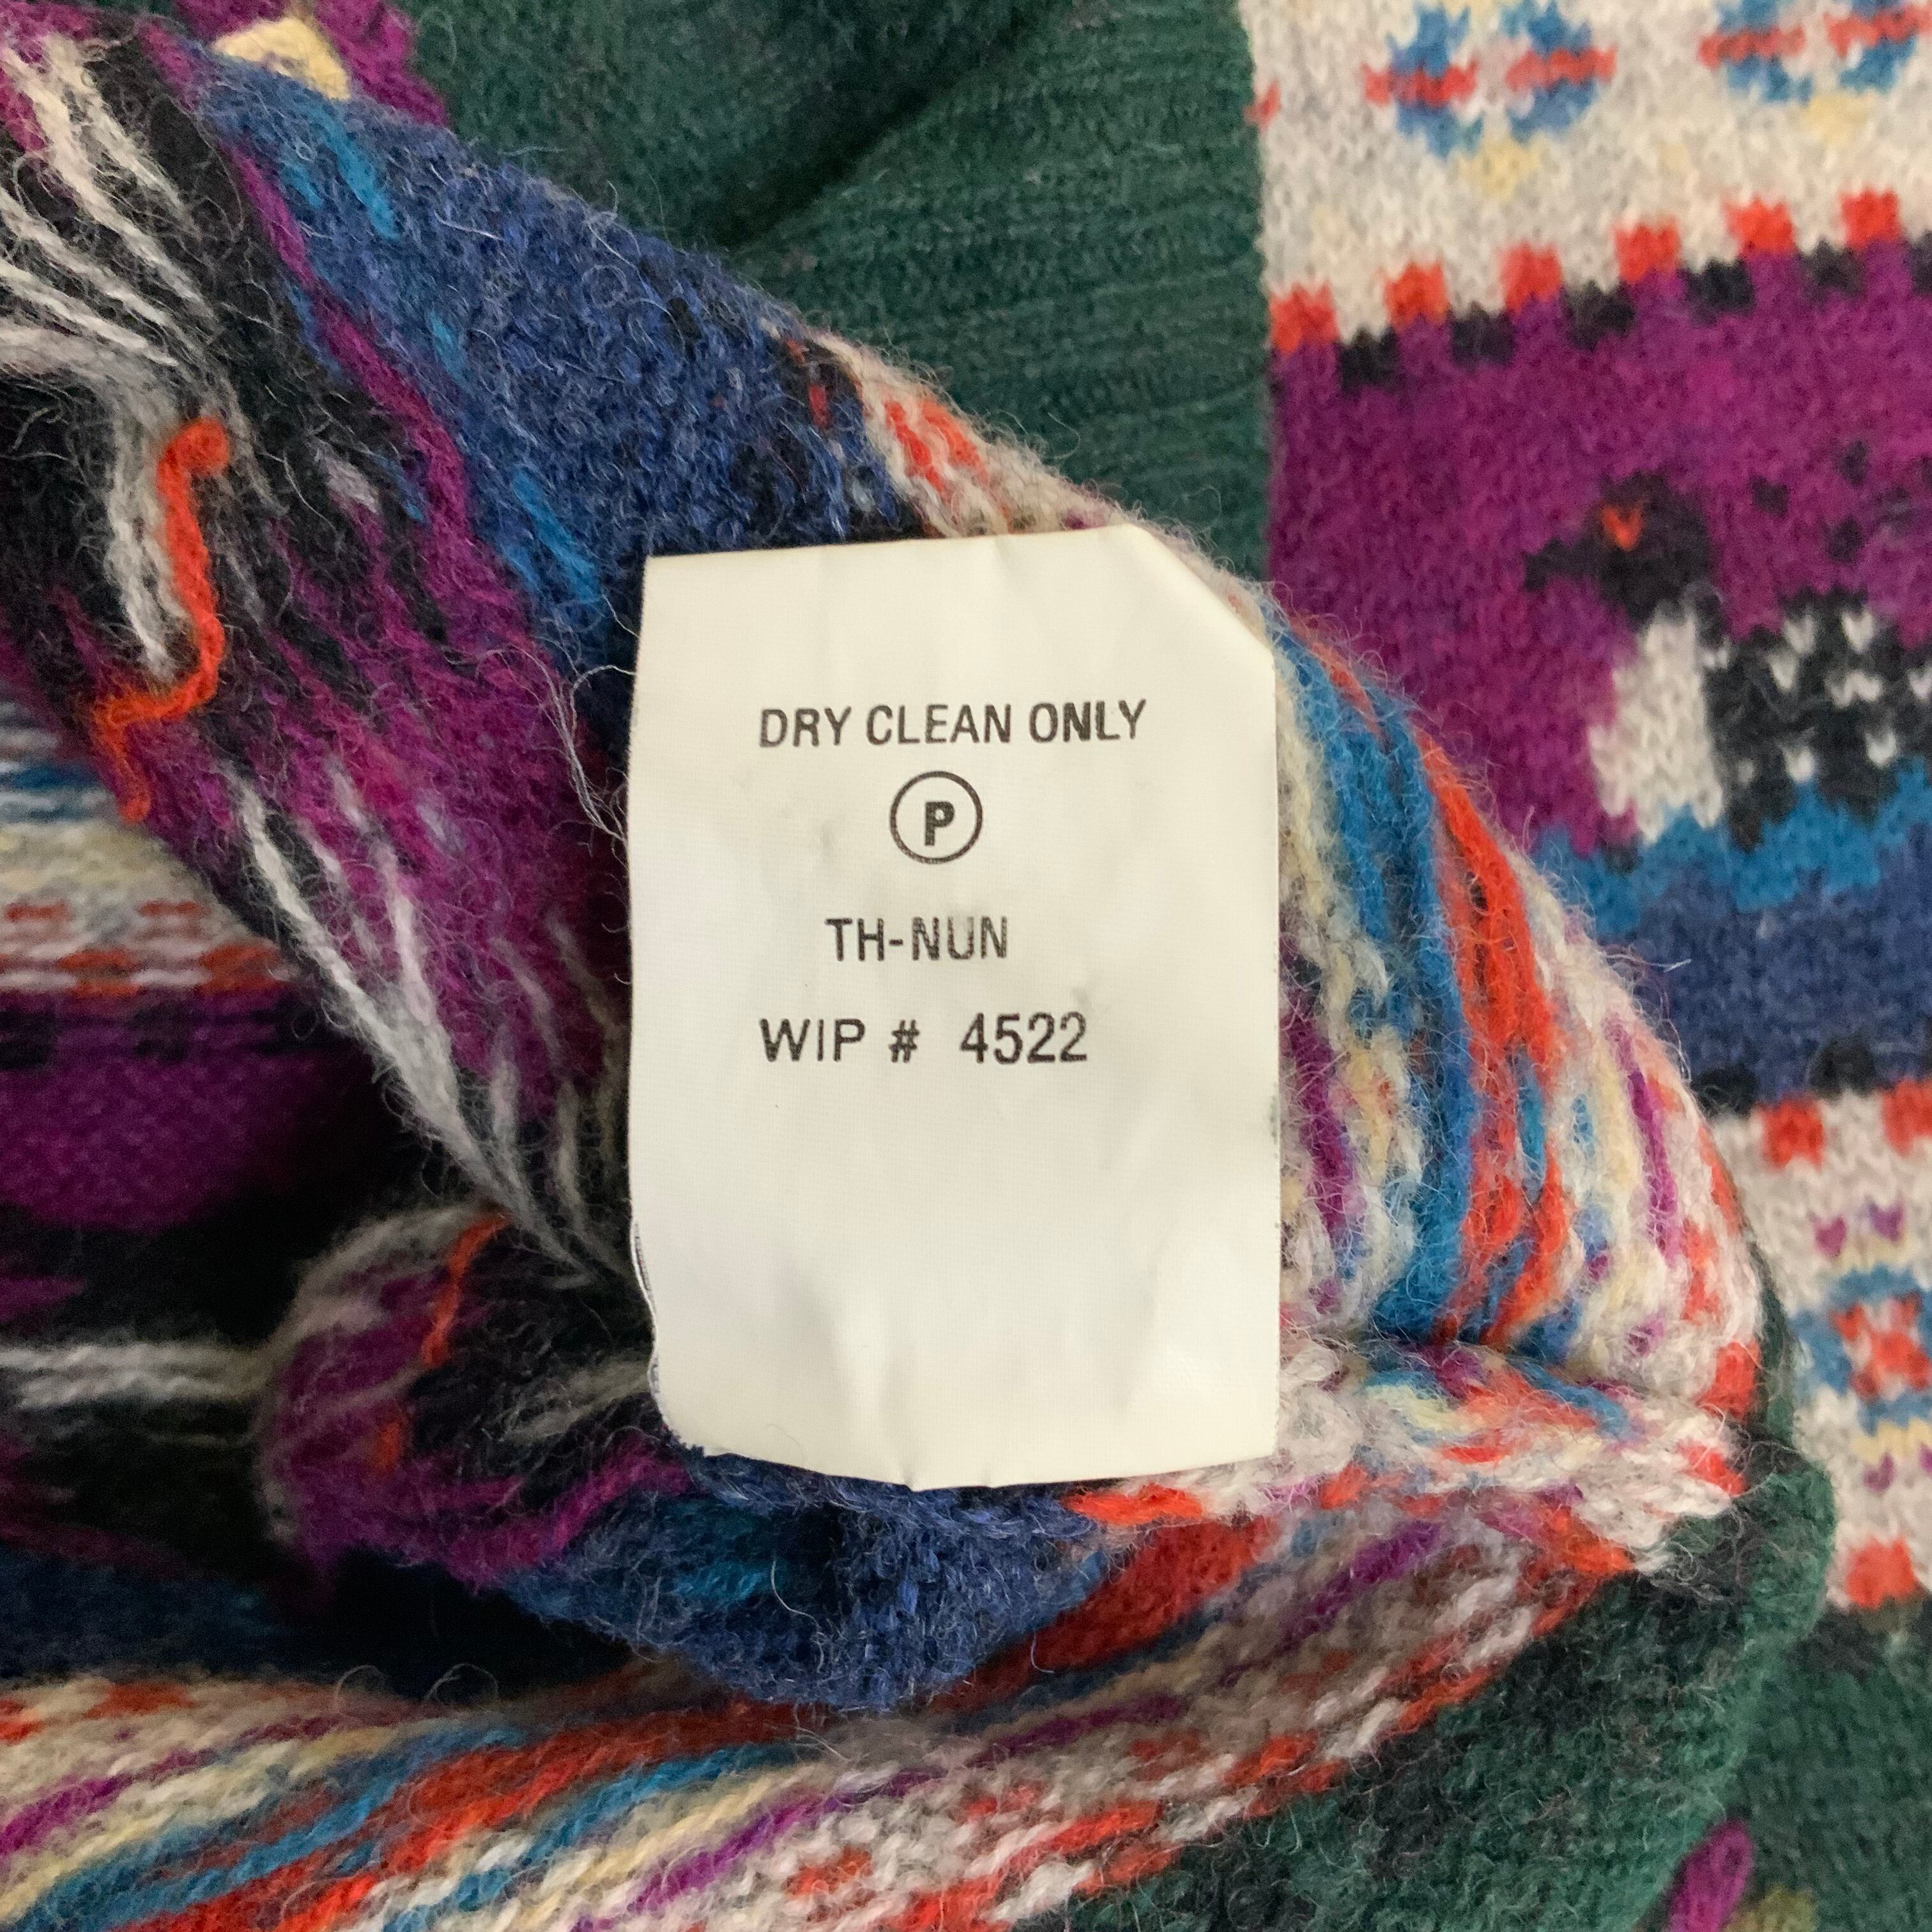 DRY CLEAN ONLY
P
TH-NUN
WIP # 4522